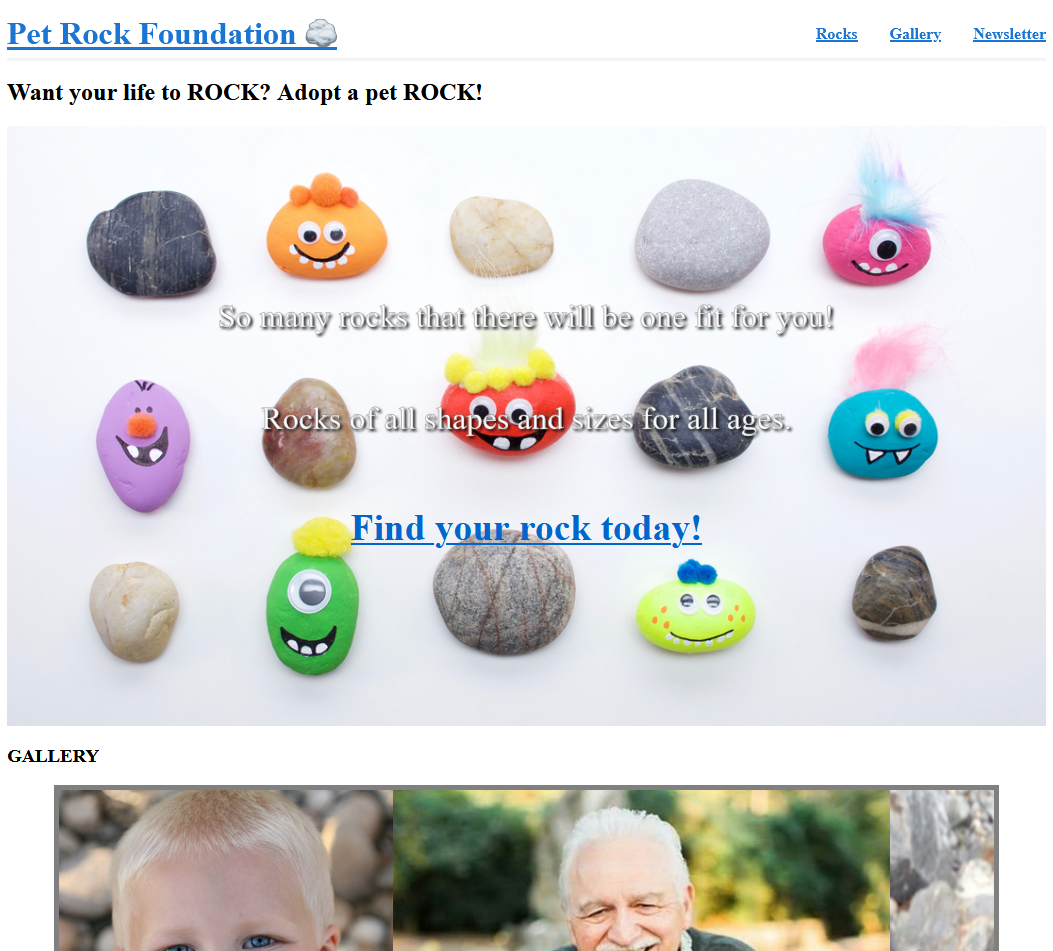 Pet Rock Foundation
Rocks Gallery Newsletter
Want your life to ROCK? Adopt a pet ROCK!
So many rocks that there will be one fit for you!
Rocks of all shapes and sizes for all ages.
Find your rock today!
GALLERY